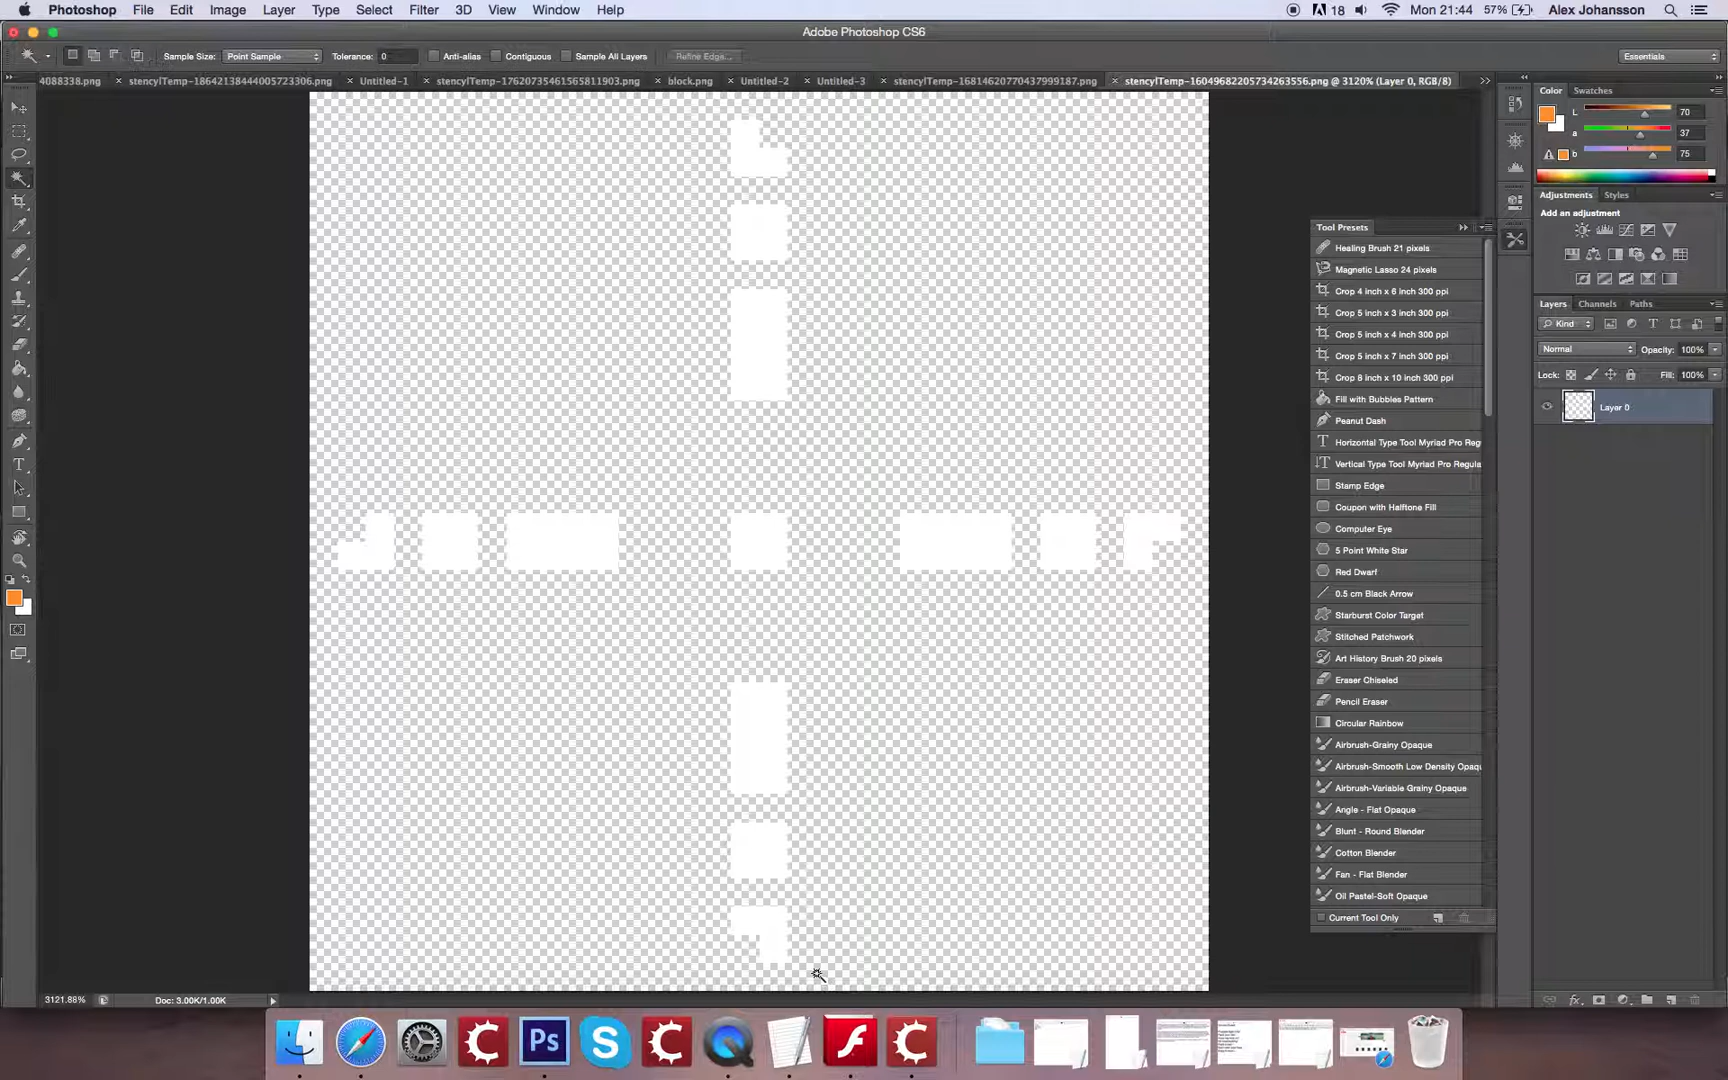 Photoshop File Edit Image Layer Type Select Filter 3D View Window Help 18 Mon 21:44 57% Alex Johansson
Adobe Photoshop CS6
Sample Size: Point Sample Tolerance: 0 Anti-alias Contiguous Sample All Layers Refine Edge... Essentials
4088338.png × stencylTemp-18642138444005723306.png × Untitled-1 × stencylTemp-1762073546156581 1903.png × block.png × Untitled-2 × Untitled-3 × stencylTemp-16814620770437999187.png × stencylTemp-16049682205734263556.png @ 3120% (Layer 0, RGB/8)
Color Swatches
L 70
a 37
b 75
Adjustments Styles
Add an adjustment
Layers Channels Paths
Kind
Normal Opacity: 100%
Lock: Fill: 100%
Layer 0
Tool Presets
Healing Brush 21 pixels
Magnetic Lasso 24 pixels
Crop 4 inch x 6 inch 300 ppi
Crop 5 inch x 3 inch 300 ppi
Crop 5 inch x 4 inch 300 ppi
Crop 5 inch x 7 inch 300 ppi
Crop 8 inch x 10 inch 300 ppi
Fill with Bubbles Pattern
Peanut Dash
Horizontal Type Tool Myriad Pro Reg
Vertical Type Tool Myriad Pro Regula
Stamp Edge
Coupon with Halftone Fill
Computer Eye
5 Point White Star
Red Dwarf
0.5 cm Black Arrow
Starburst Color Target
Stitched Patchwork
Art History Brush 20 pixels
Eraser Chiseled
Pencil Eraser
Circular Rainbow
Airbrush-Grainy Opaque
Airbrush-Smooth Low Density Opaqu
Airbrush-Variable Grainy Opaque
Angle - Flat Opaque
Blunt - Round Blender
Cotton Blender
Fan - Flat Blender
Oil Pastel-Soft Opaque
Current Tool Only
3121.88% Doc: 3.00K/1.00K
Ps